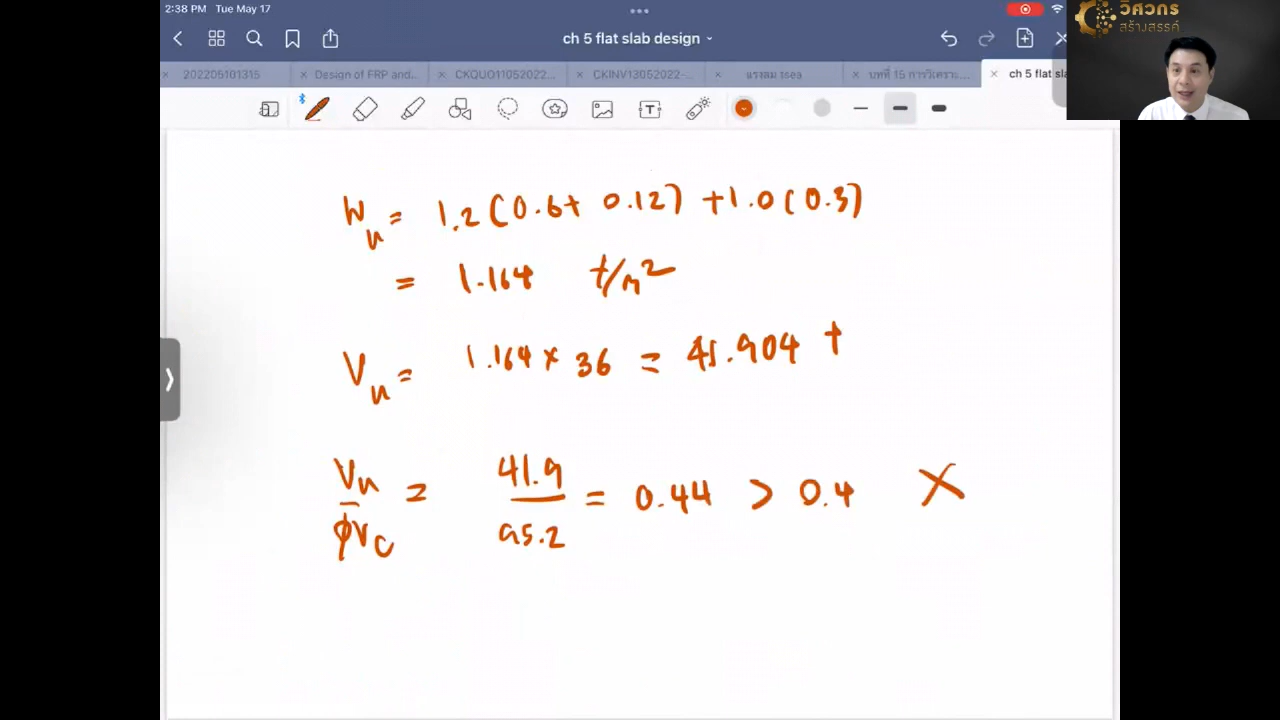 2:38 PM Tue May 17
วิศวกร
สร้างสรรค์
ch 5 flat slab design
202205101315
Design of FRP and...
CKQUO11052022...
CKINV13052022-...
แรงลม tsea
บทที่ 15 การวิเคราะ...
ch 5 flat sla
Wu = 1.2(0.6+ 0.12) +1.0(0.3)
= 1.164 t/m²
Vu = 1.164 × 36 = 41.904 t
Vu/φVc = 41.9/95.2 = 0.44 > 0.4 X